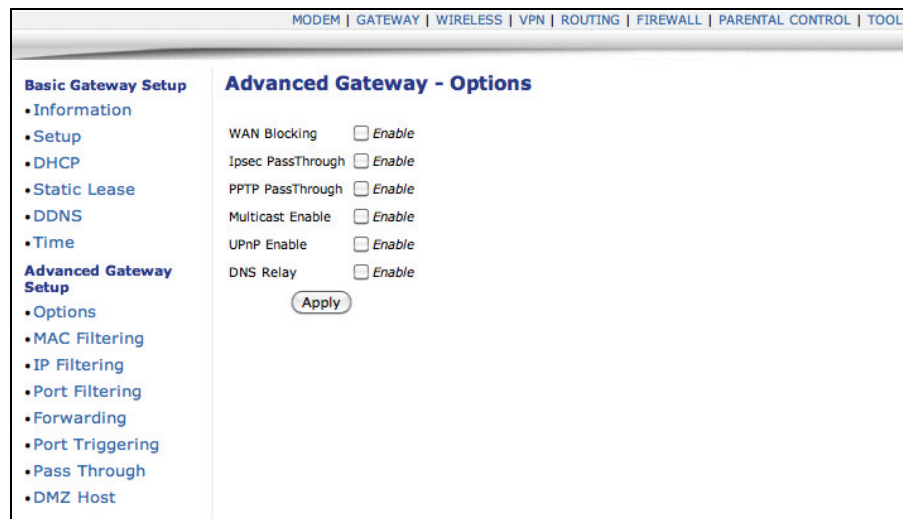 MODEM | GATEWAY | WIRELESS | VPN | ROUTING | FIREWALL | PARENTAL CONTROL | TOOL
Basic Gateway Setup
• Information
• Setup
• DHCP
• Static Lease
• DDNS
• Time
Advanced Gateway
Setup
• Options
• MAC Filtering
• IP Filtering
• Port Filtering
• Forwarding
• Port Triggering
• Pass Through
• DMZ Host
Advanced Gateway - Options
WAN Blocking Enable
Ipsec PassThrough Enable
PPTP PassThrough Enable
Multicast Enable Enable
UPnP Enable Enable
DNS Relay Enable
Apply